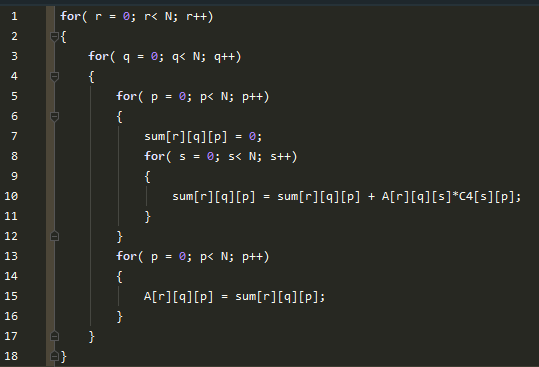 1 for( r = 0; r< N; r++)
2 {
3 for( q = 0; q< N; q++)
4 {
5 for( p = 0; p< N; p++)
6 {
7 sum[r][q][p] = 0;
8 for( s = 0; s< N; s++)
9 {
10 sum[r][q][p] = sum[r][q][p] + A[r][q][s]*C4[s][p];
11 }
12 }
13 for( p = 0; p< N; p++)
14 {
15 A[r][q][p] = sum[r][q][p];
16 }
17 }
18 }